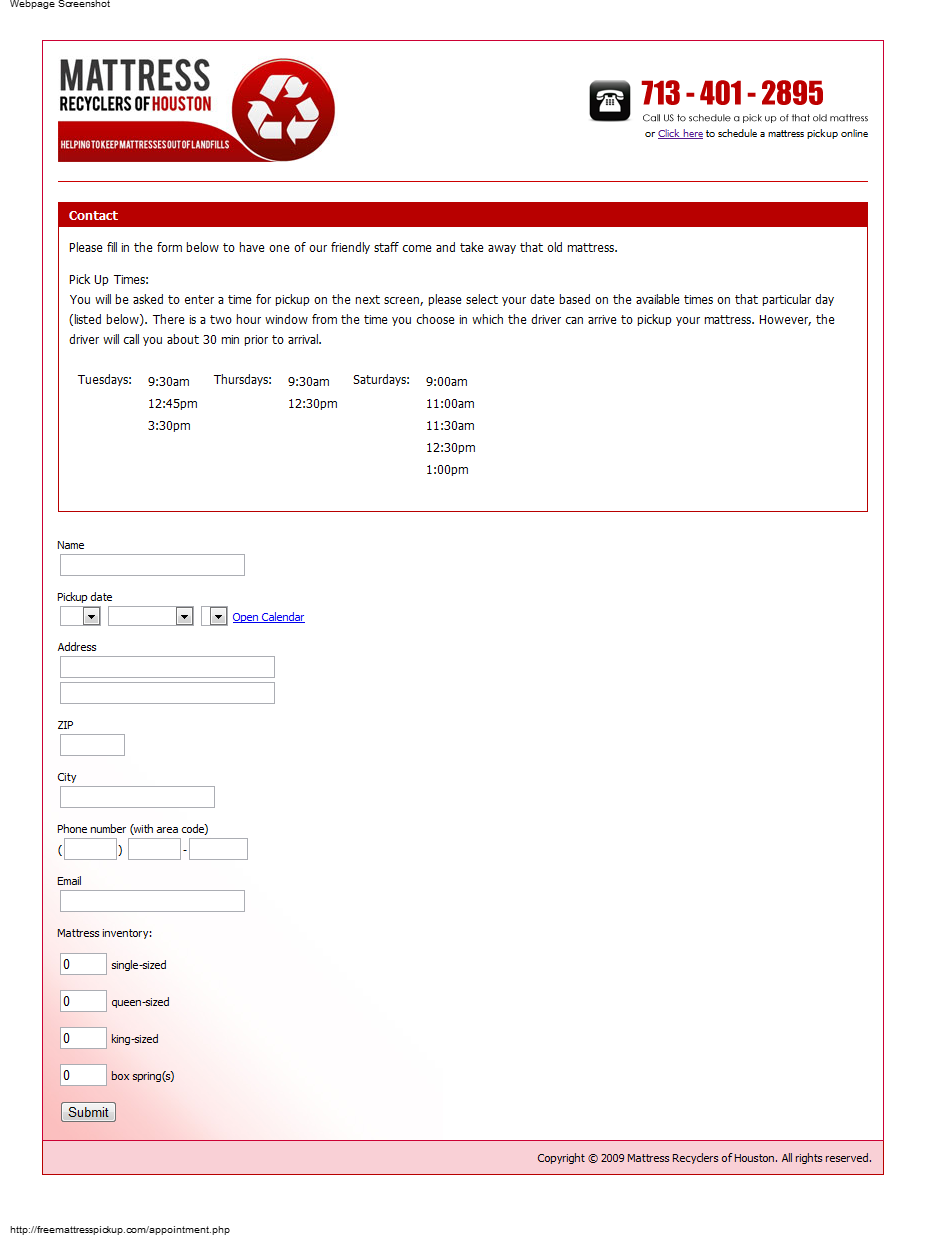 Webpage Screenshot
MATTRESS
RECYCLERS OF HOUSTON
HELPING TO KEEP MATTRESSES OUT OF LANDFILLS
713 - 401 - 2895
Call US to schedule a pick up of that old mattress
or Click here to schedule a mattress pickup online
Contact
Please fill in the form below to have one of our friendly staff come and take away that old mattress.
Pick Up Times:
You will be asked to enter a time for pickup on the next screen, please select your date based on the available times on that particular day
(listed below). There is a two hour window from the time you choose in which the driver can arrive to pickup your mattress. However, the
driver will call you about 30 min prior to arrival.
Tuesdays: 9:30am Thursdays: 9:30am Saturdays: 9:00am
12:45pm 12:30pm 11:00am
3:30pm 11:30am
12:30pm
1:00pm
Name
Pickup date
Open Calendar
Address
ZIP
City
Phone number (with area code)
( ) -
Email
Mattress inventory:
0 single-sized
0 queen-sized
0 king-sized
0 box spring(s)
Submit
Copyright © 2009 Mattress Recyclers of Houston. All rights reserved.
http://freemattresspickup.com/appointment.php